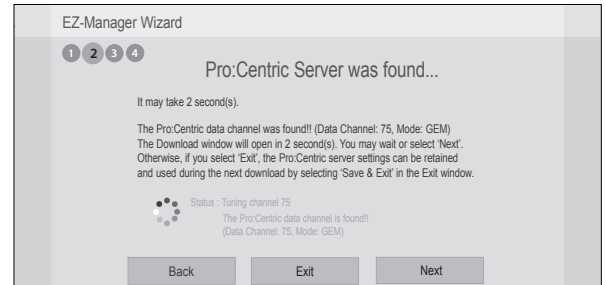 EZ-Manager Wizard
1 2 3 4
Pro:Centric Server was found...
It may take 2 second(s).
The Pro:Centric data channel was found!! (Data Channel: 75, Mode: GEM)
The Download window will open in 2 second(s). You may wait or select ‘Next’.
Otherwise, if you select ‘Exit’, the Pro:Centric server settings can be retained
and used during the next download by selecting ‘Save & Exit’ in the Exit window.
Status : Tuning channel 75
The Pro:Centric data channel is found!!
(Data Channel: 75, Mode: GEM)
Back Exit Next